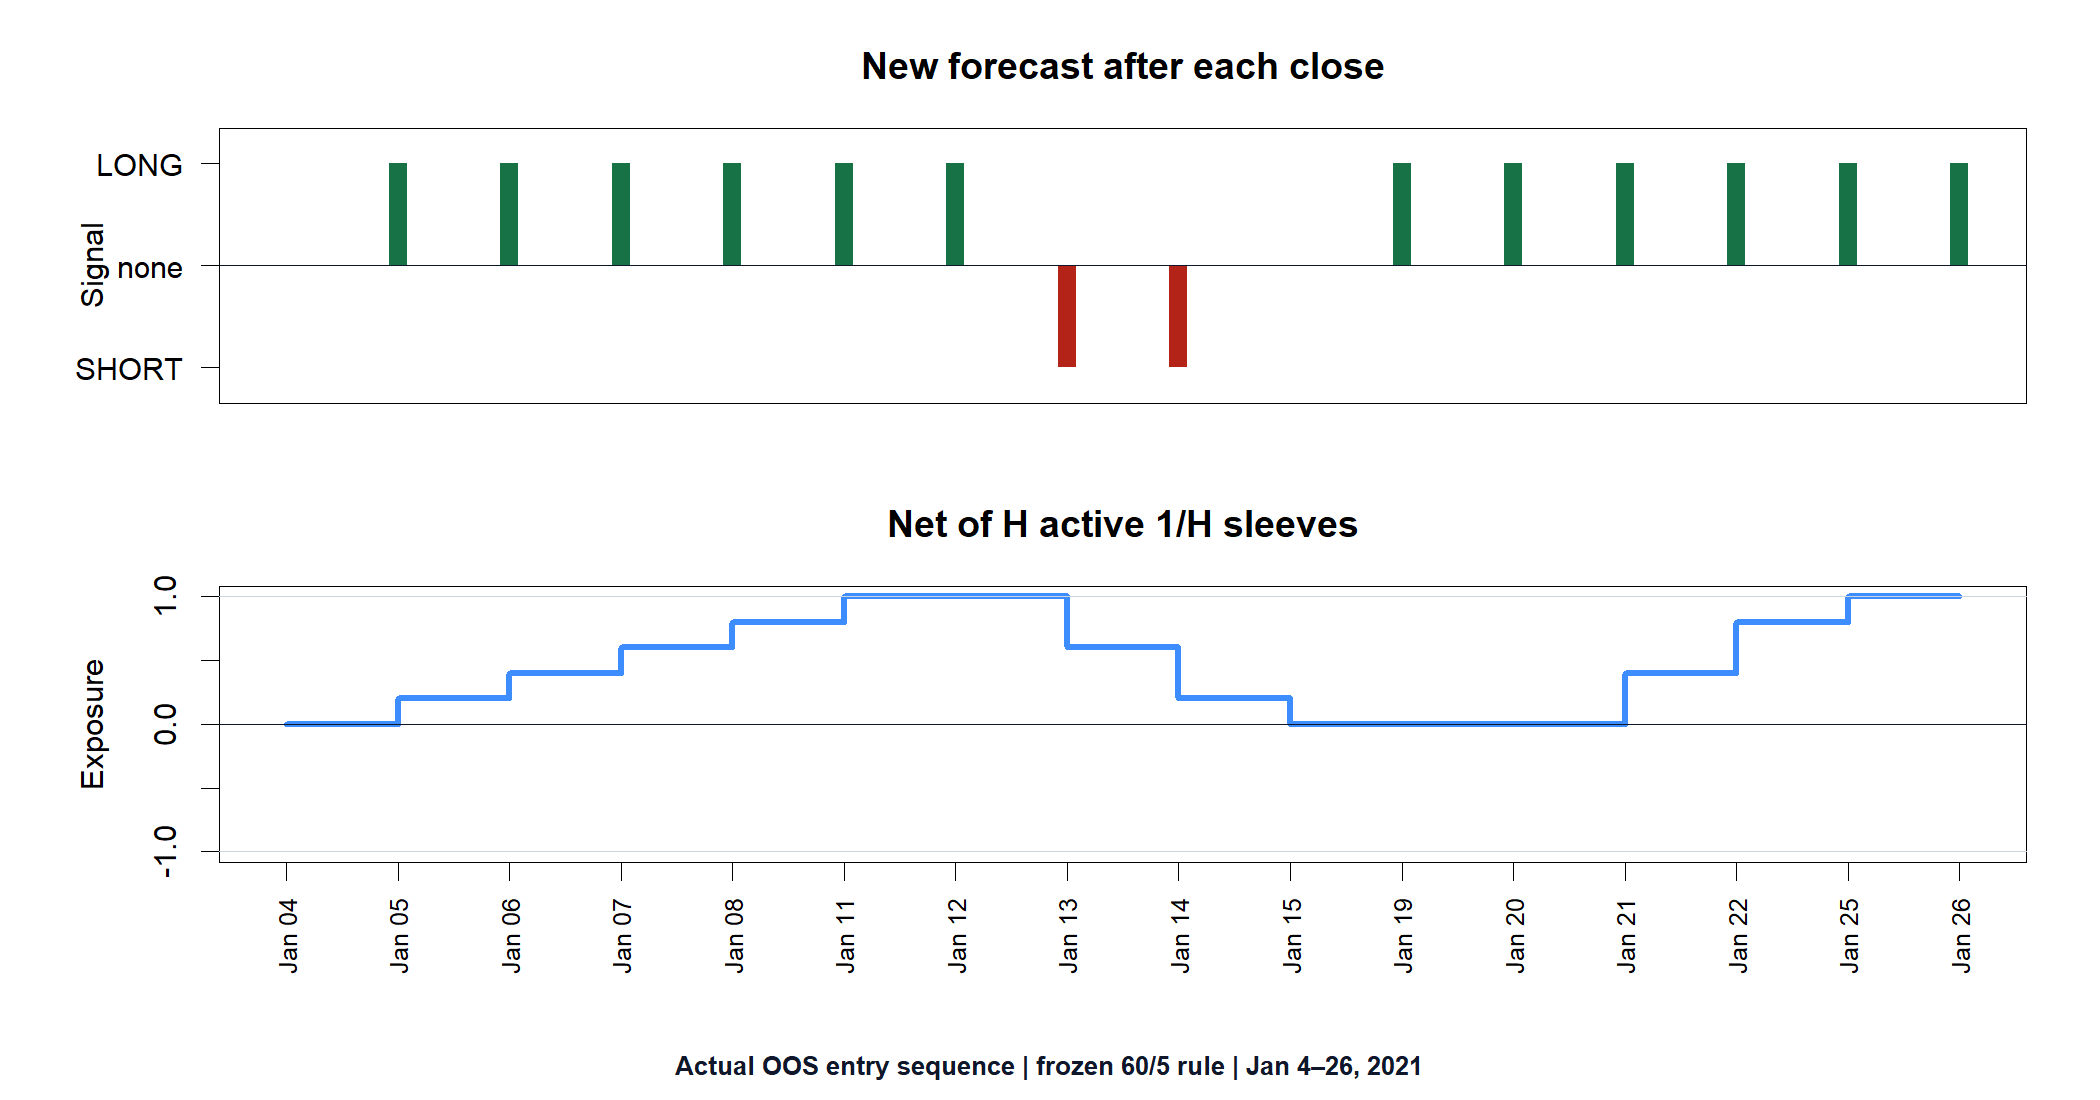 New forecast after each close
LONG
none
SHORT
Signal
Net of H active 1/H sleeves
1.0
0.0
-1.0
Exposure
Jan 04
Jan 05
Jan 06
Jan 07
Jan 08
Jan 11
Jan 12
Jan 13
Jan 14
Jan 15
Jan 19
Jan 20
Jan 21
Jan 22
Jan 25
Jan 26
Actual OOS entry sequence | frozen 60/5 rule | Jan 4–26, 2021